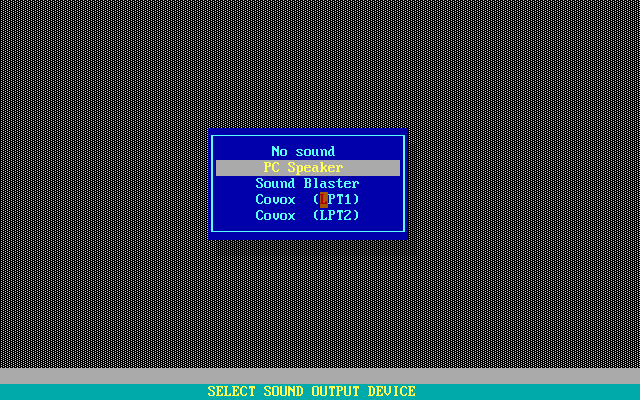 No sound
PC Speaker
Sound Blaster
Covox  (LPT1)
Covox  (LPT2)
SELECT SOUND OUTPUT DEVICE